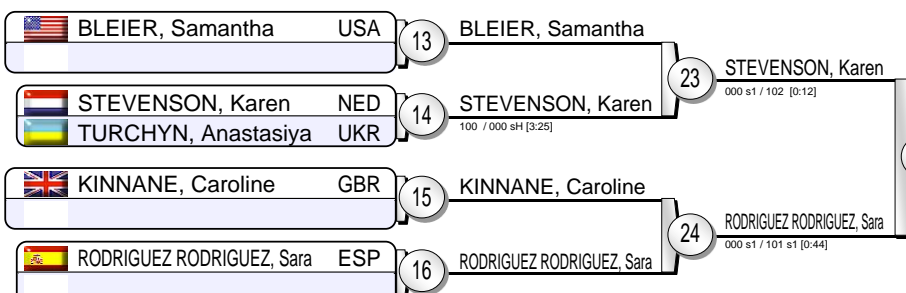 BLEIER, Samantha USA
13
BLEIER, Samantha
STEVENSON, Karen NED
TURCHYN, Anastasiya UKR
14
STEVENSON, Karen
100 / 000 sH [3:25]
23
STEVENSON, Karen
000 s1 / 102 [0:12]
KINNANE, Caroline GBR
15
KINNANE, Caroline
RODRIGUEZ RODRIGUEZ, Sara ESP
16
RODRIGUEZ RODRIGUEZ, Sara
24
RODRIGUEZ RODRIGUEZ, Sara
000 s1 / 101 s1 [0:44]